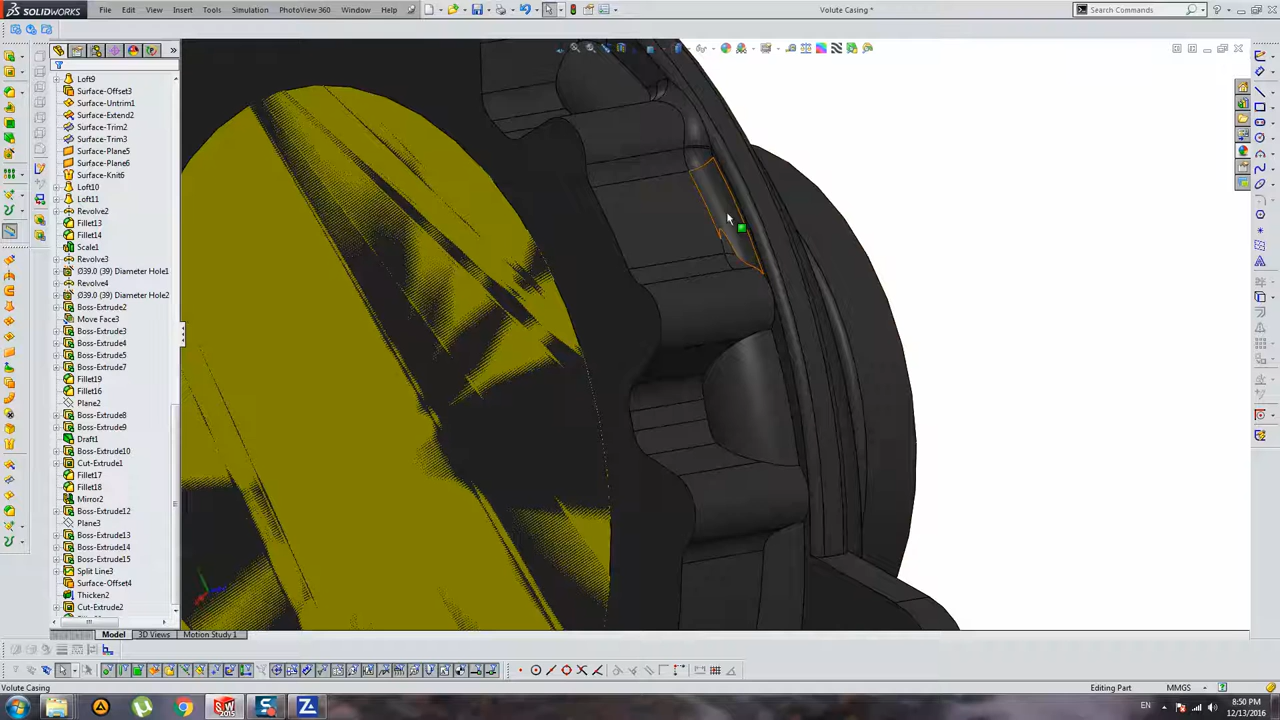 SOLIDWORKS
File Edit View Insert Tools Simulation PhotoView 360 Window Help
Volute Casing *
Search Commands
Loft9
Surface-Offset3
Surface-Untrim1
Surface-Extend2
Surface-Trim2
Surface-Trim3
Surface-Plane5
Surface-Plane6
Surface-Knit6
Loft10
Loft11
Revolve2
Fillet13
Fillet14
Scale1
Revolve3
Ø39.0 (39) Diameter Hole1
Revolve4
Ø39.0 (39) Diameter Hole2
Boss-Extrude2
Move Face3
Boss-Extrude3
Boss-Extrude4
Boss-Extrude5
Boss-Extrude7
Fillet19
Fillet16
Plane2
Boss-Extrude8
Boss-Extrude9
Draft1
Boss-Extrude10
Cut-Extrude1
Fillet17
Fillet18
Mirror2
Boss-Extrude12
Plane3
Boss-Extrude13
Boss-Extrude14
Boss-Extrude15
Split Line3
Surface-Offset4
Thicken2
Cut-Extrude2
Model 3D Views Motion Study 1
Volute Casing
Editing Part MMGS
EN 8:50 PM
12/13/2016